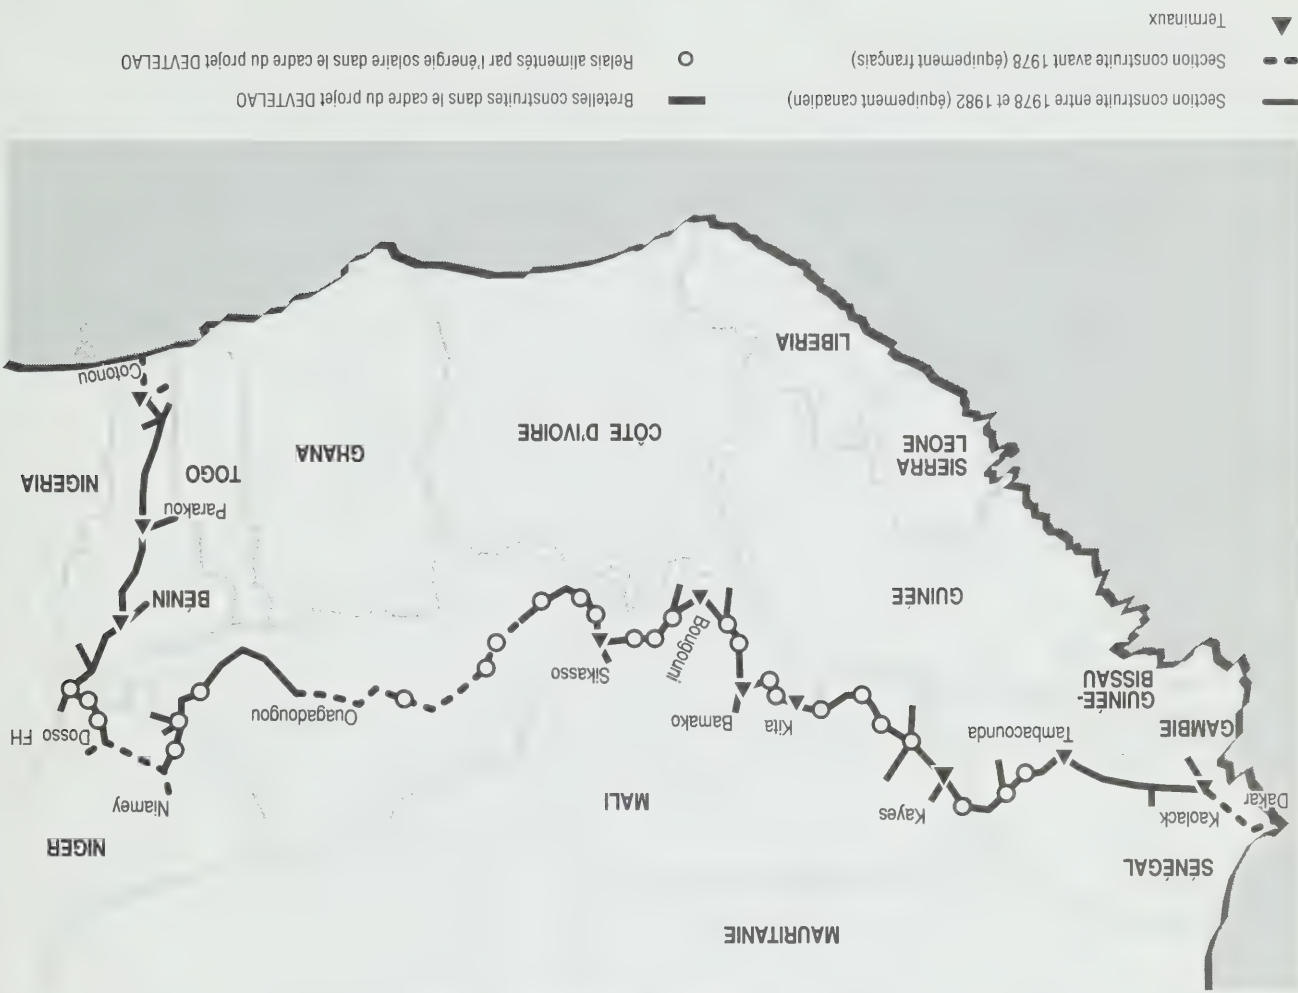 MAURITANIE
SÉNÉGAL
NIGER
Dakar
Kaolack
Kayes
MALI
Niamey
GAMBIE
Tambacounda
Kita
Bamako
Ouagadougou
Dosso FH
GUINÉE-
BISSAU
Bougouni
Sikasso
GUINÉE
BÉNIN
Parakou
SIERRA
LEONE
CÔTE D'IVOIRE
GHANA
TOGO
NIGERIA
LIBERIA
Cotonou
Section construite entre 1978 et 1982 (équipement canadien)
Section construite avant 1978 (équipement français)
Terminaux
Bretelles construites dans le cadre du projet DEVTELAO
Relais alimentés par l'énergie solaire dans le cadre du projet DEVTELAO